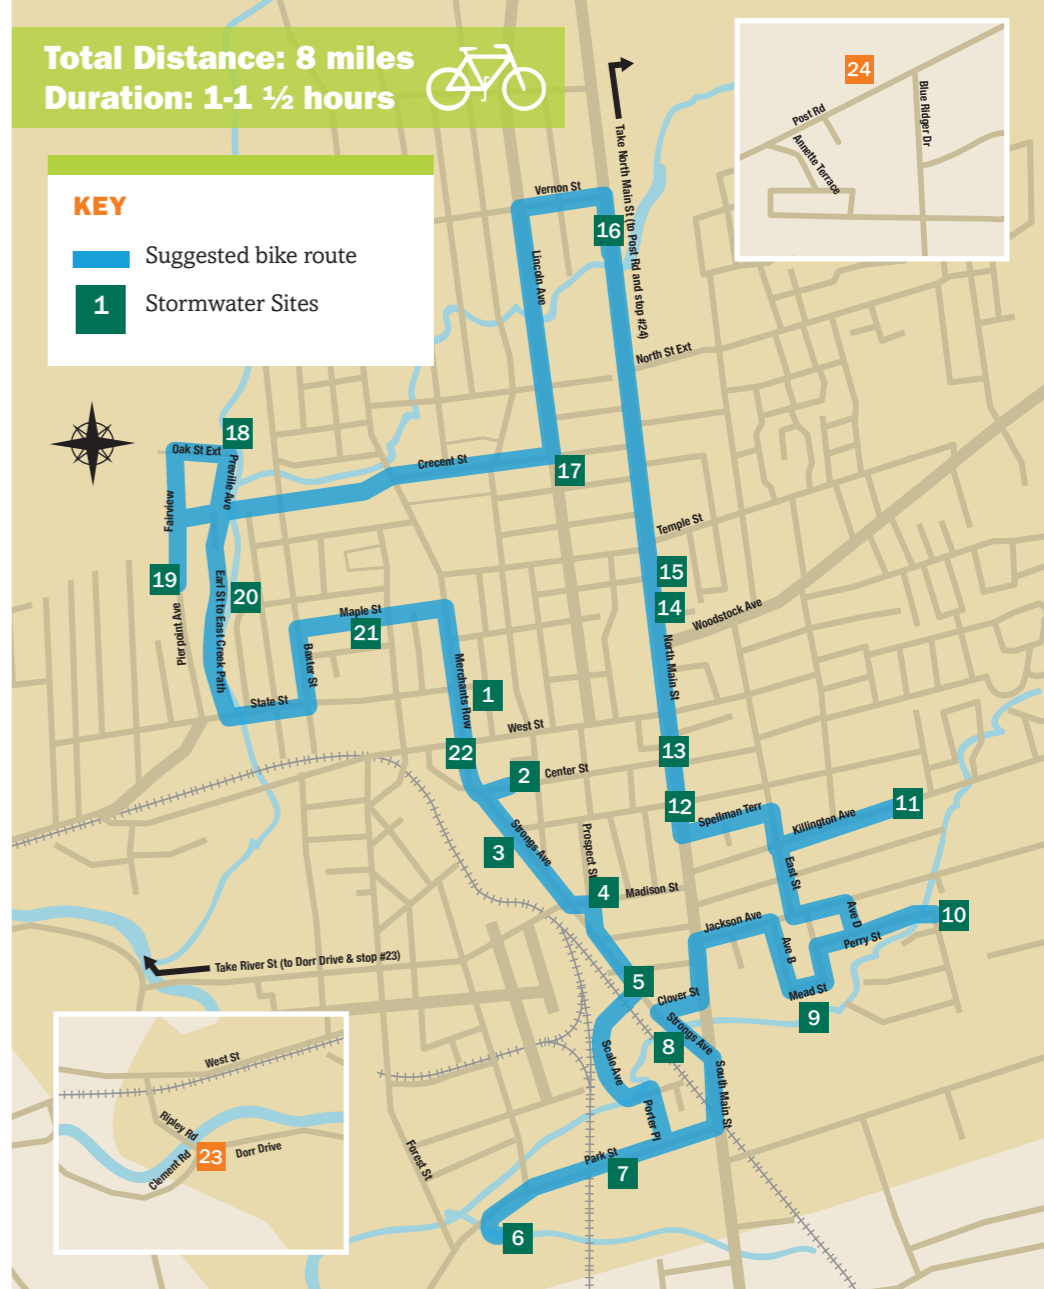 Total Distance: 8 miles
Duration: 1-1 ½ hours
KEY
Suggested bike route
1
Stormwater Sites
24
Post Rd
Annette Terrace
Blue Ridger Dr
Take North Main St (to Post Rd and stop #24)
Vernon St
16
Lincoln Ave
North St Ext
18
Oak St Ext
Preville Ave
Crecent St
17
Fairview
Temple St
19
15
20
14
Woodstock Ave
Pierpoint Ave
Earl St to East Creek Path
Maple St
21
Baxter St
North Main St
Merchants Row
1
State St
West St
22
13
2
Center St
12
Spellman Terr
11
Killington Ave
Strongs Ave
3
Prospect St
East St
4
Madison St
Jackson Ave
Ave D
10
Ave B
Perry St
Take River St (to Dorr Drive & stop #23)
5
Clover St
Mead St
9
Strongs Ave
8
Scale Ave
South Main St
Porter Pl
Forest St
Park St
7
6
West St
Ripley Rd
23
Dorr Drive
Clement Rd